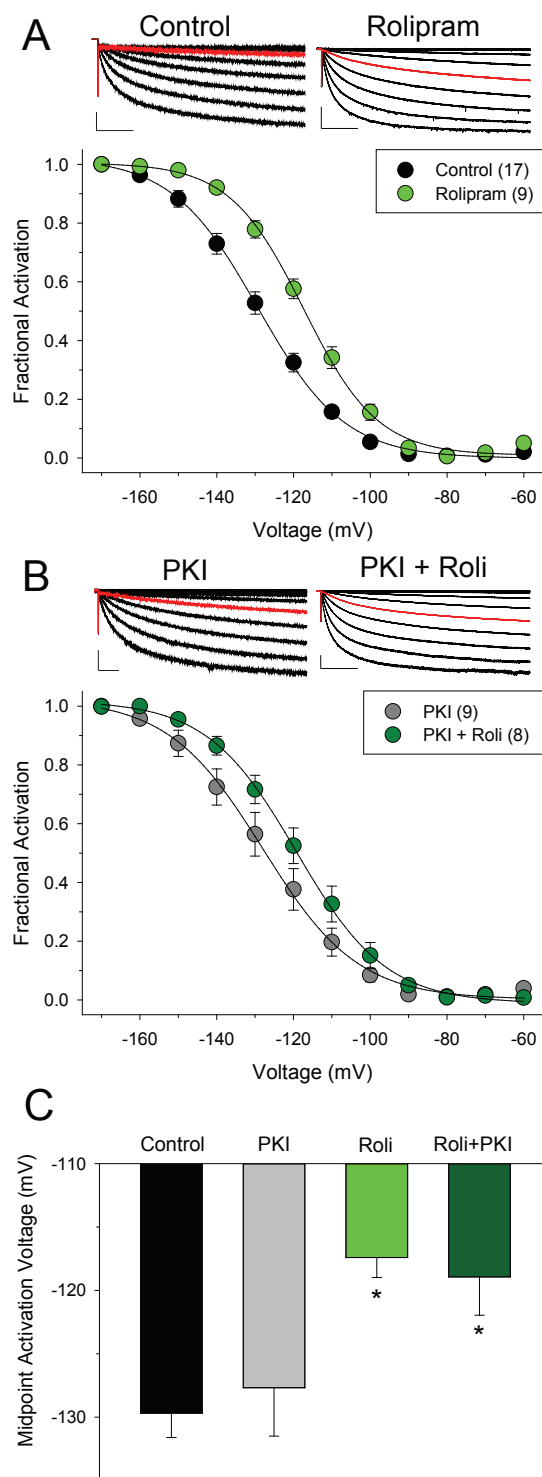 A
Control
Rolipram
Control (17)
Rolipram (9)
Fractional Activation
1.0
0.8
0.6
0.4
0.2
0.0
-160 -140 -120 -100 -80 -60
Voltage (mV)
B
PKI
PKI + Roli
PKI (9)
PKI + Roli (8)
Fractional Activation
1.0
0.8
0.6
0.4
0.2
0.0
-160 -140 -120 -100 -80 -60
Voltage (mV)
C
Control PKI Roli Roli+PKI
Midpoint Activation Voltage (mV)
-110
-120
-130
* *